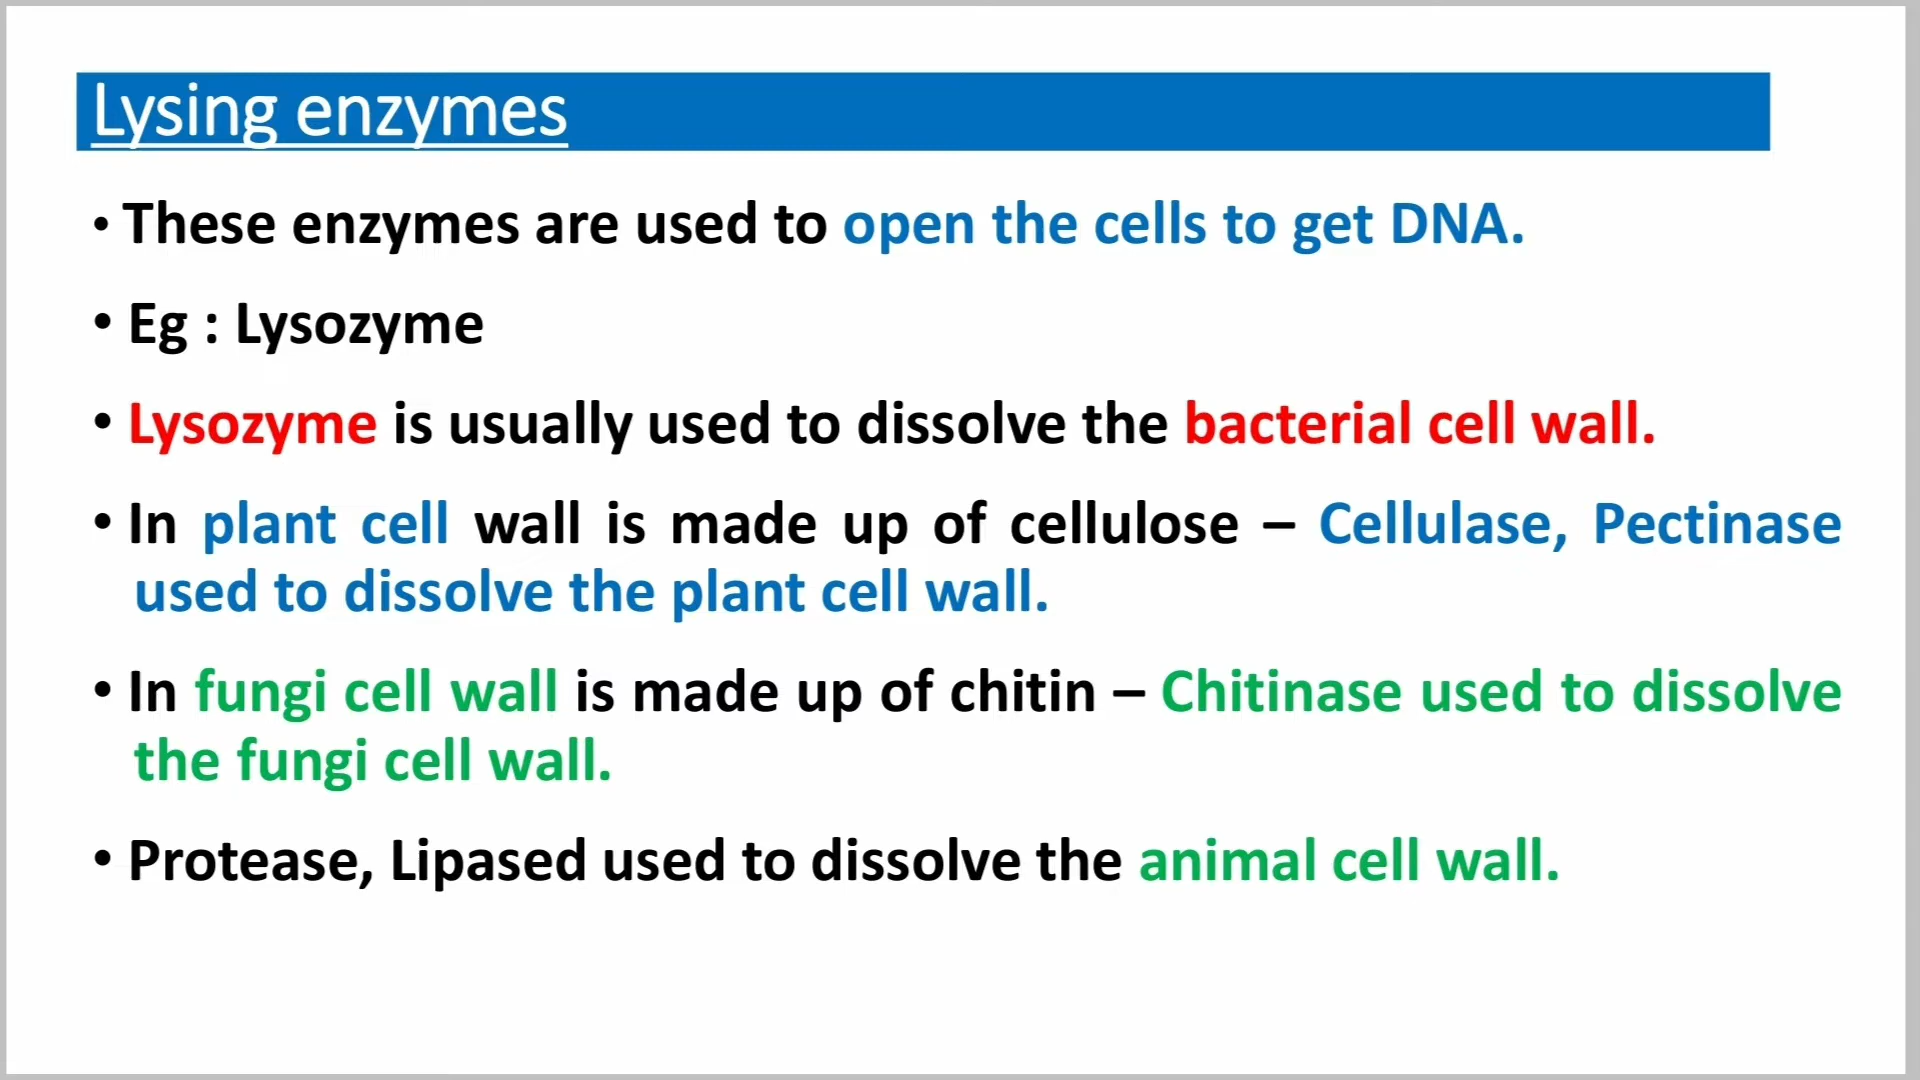 Lysing enzymes
• These enzymes are used to open the cells to get DNA.
• Eg : Lysozyme
• Lysozyme is usually used to dissolve the bacterial cell wall.
• In plant cell wall is made up of cellulose – Cellulase, Pectinase
used to dissolve the plant cell wall.
• In fungi cell wall is made up of chitin – Chitinase used to dissolve
the fungi cell wall.
• Protease, Lipased used to dissolve the animal cell wall.